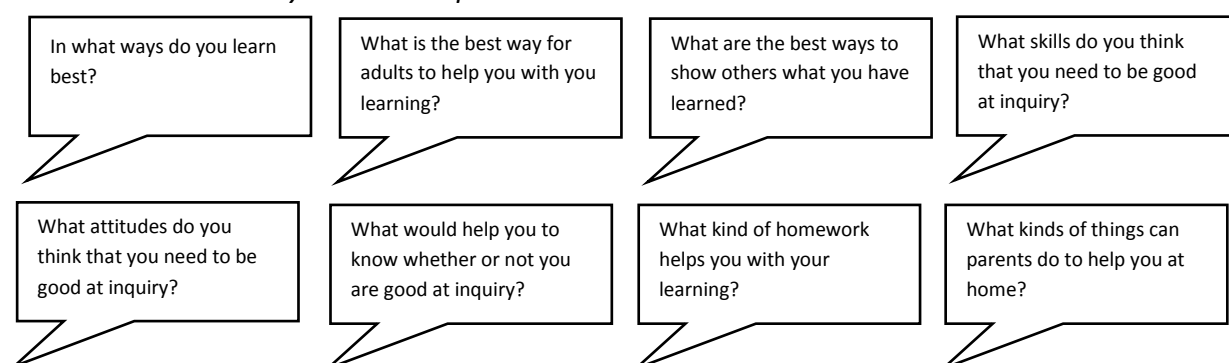 In what ways do you learn
best?
What is the best way for
adults to help you with you
learning?
What are the best ways to
show others what you have
learned?
What skills do you think
that you need to be good
at inquiry?
What attitudes do you
think that you need to be
good at inquiry?
What would help you to
know whether or not you
are good at inquiry?
What kind of homework
helps you with your
learning?
What kinds of things can
parents do to help you at
home?